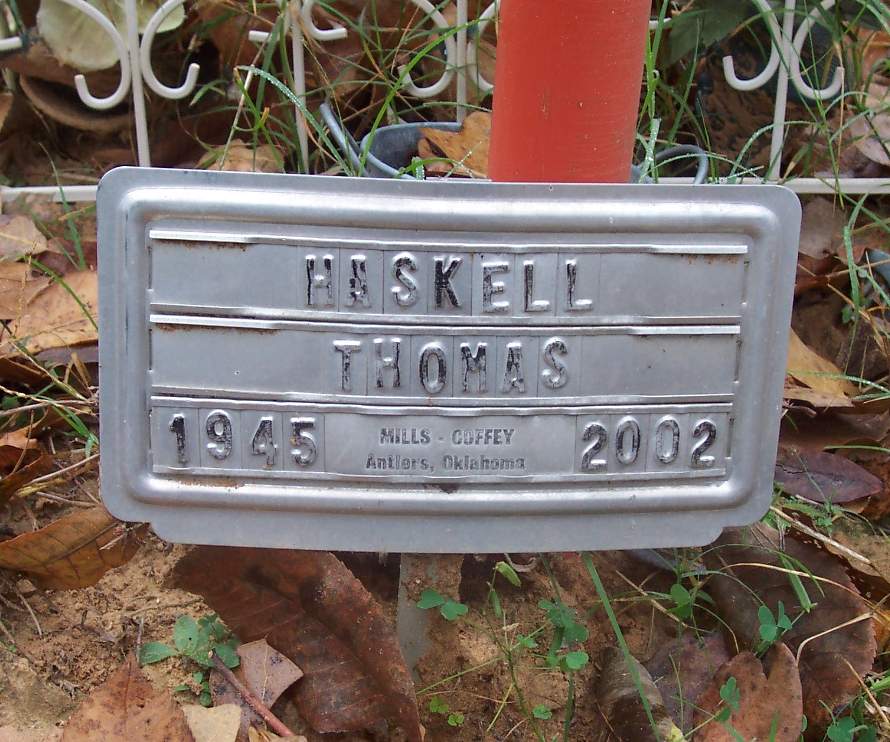 HASKELL
THOMAS
1945 MILLS - COFFEY 2002
Antlers, Oklahoma